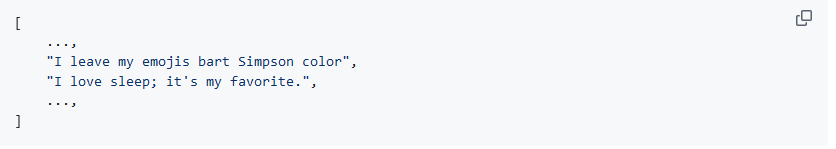 [
...,
"I leave my emojis bart Simpson color",
"I love sleep; it's my favorite.",
...,
]